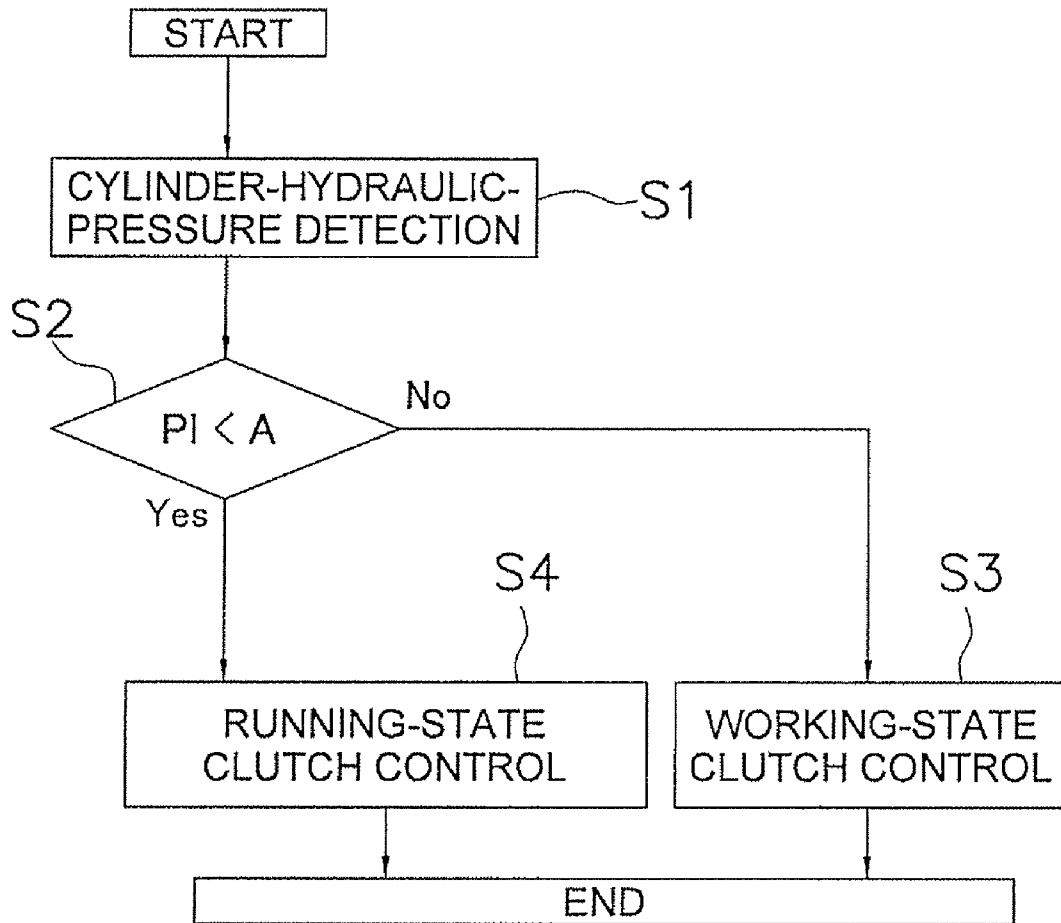 START
CYLINDER-HYDRAULIC-
PRESSURE DETECTION
S1
S2
PI < A
No
Yes
S4
S3
RUNNING-STATE
CLUTCH CONTROL
WORKING-STATE
CLUTCH CONTROL
END